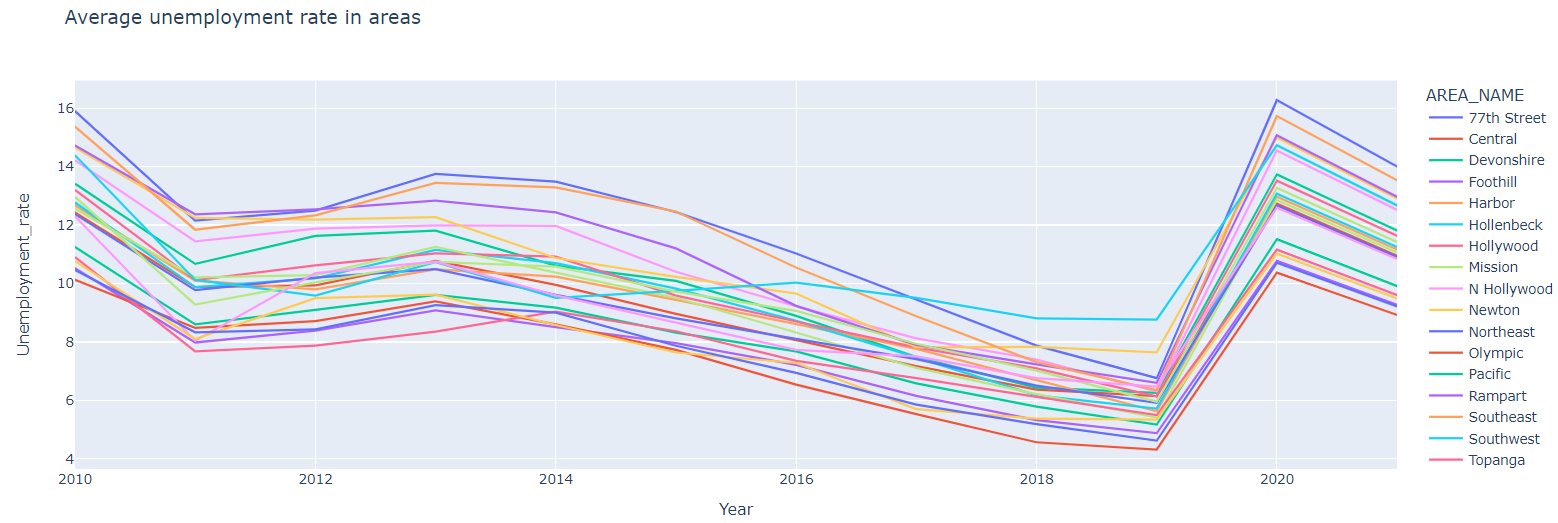 Average unemployment rate in areas
Unemployment_rate
16
14
12
10
8
6
4
2010
2012
2014
2016
2018
2020
Year
AREA_NAME
77th Street
Central
Devonshire
Foothill
Harbor
Hollenbeck
Hollywood
Mission
N Hollywood
Newton
Northeast
Olympic
Pacific
Rampart
Southeast
Southwest
Topanga